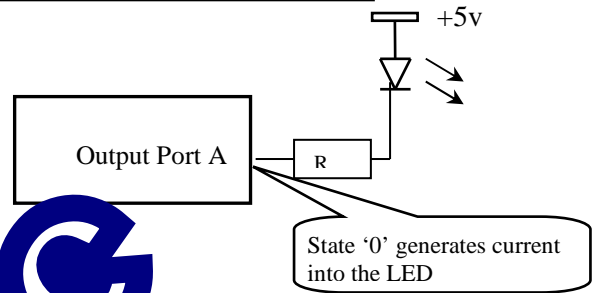 +5v
Output Port A
R
State ‘0’ generates current
into the LED